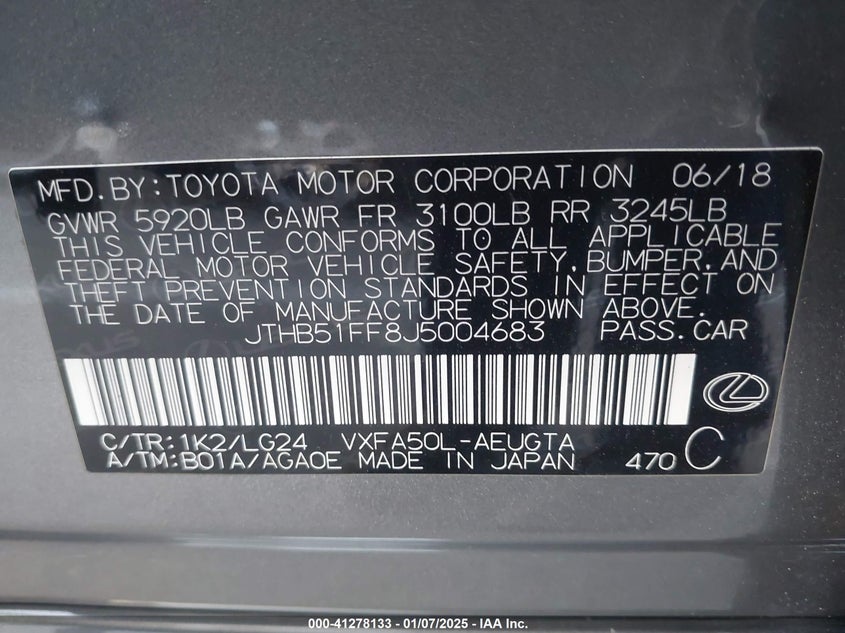 MFD.BY:TOYOTA MOTOR CORPORATION 06/18
GVWR 5920LB GAWR FR 3100LB RR 3245LB
THIS VEHICLE CONFORMS TO ALL APPLICABLE
FEDERAL MOTOR VEHICLE SAFETY,BUMPER,AND
THEFT PREVENTION STANDARDS IN EFFECT ON
THE DATE OF MANUFACTURE SHOWN ABOVE.
JTHB51FF8J5004683 PASS.CAR
C/TR:1K2/LG24 VXFA50L-AEUGTA
A/TM:B01A/AGA0E MADE IN JAPAN 470 C
000-41278133 - 01/07/2025 - IAA Inc.